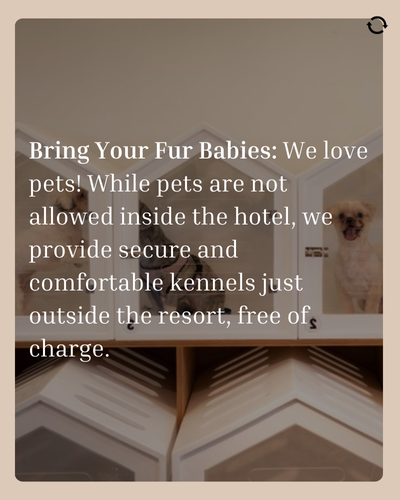 Bring Your Fur Babies: We love
pets! While pets are not
allowed inside the hotel, we
provide secure and
comfortable kennels just
outside the resort, free of
charge.
2